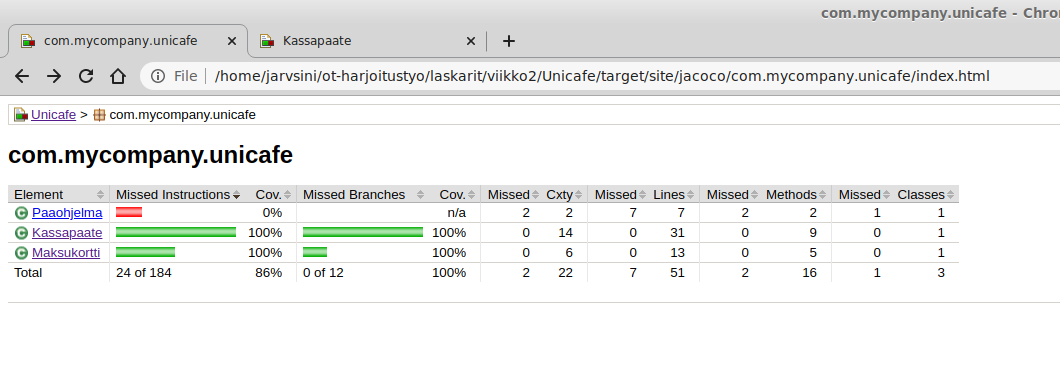 com.mycompany.unicafe - Chro
com.mycompany.unicafe Kassapaate
File /home/jarvsini/ot-harjoitustyo/laskarit/viikko2/Unicafe/target/site/jacoco/com.mycompany.unicafe/index.html
Unicafe > com.mycompany.unicafe
com.mycompany.unicafe
Element Missed Instructions Cov. Missed Branches Cov. Missed Cxty Missed Lines Missed Methods Missed Classes
Paaohjelma 0% n/a 2 2 7 7 2 2 1 1
Kassapaate 100% 100% 0 14 0 31 0 9 0 1
Maksukortti 100% 100% 0 6 0 13 0 5 0 1
Total 24 of 184 86% 0 of 12 100% 2 22 7 51 2 16 1 3